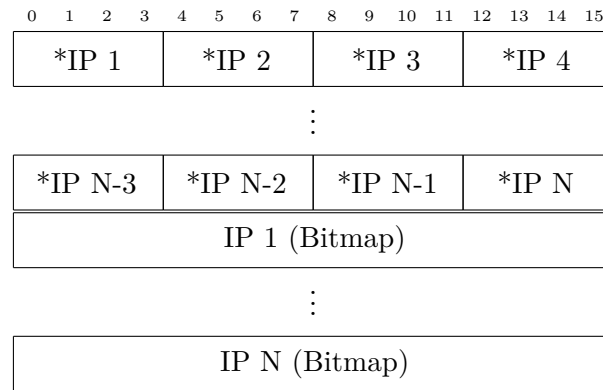 0 1 2 3 4 5 6 7 8 9 10 11 12 13 14 15
*IP 1 *IP 2 *IP 3 *IP 4
⋮
*IP N-3 *IP N-2 *IP N-1 *IP N
IP 1 (Bitmap)
⋮
IP N (Bitmap)